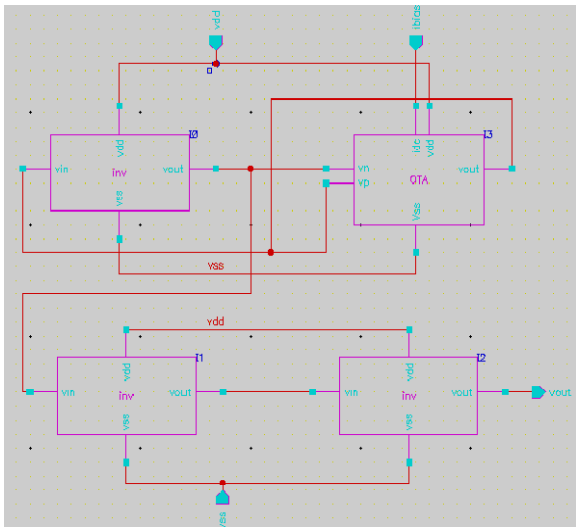 vdd
ibias
I0
I3
vdd
idc
vdd
vin
inv
vout
vn
vp
OTA
vout
vss
Vss
vss
vdd
I1
I2
vdd
vdd
vin
inv
vout
vin
inv
vout
vout
vss
vss
vss